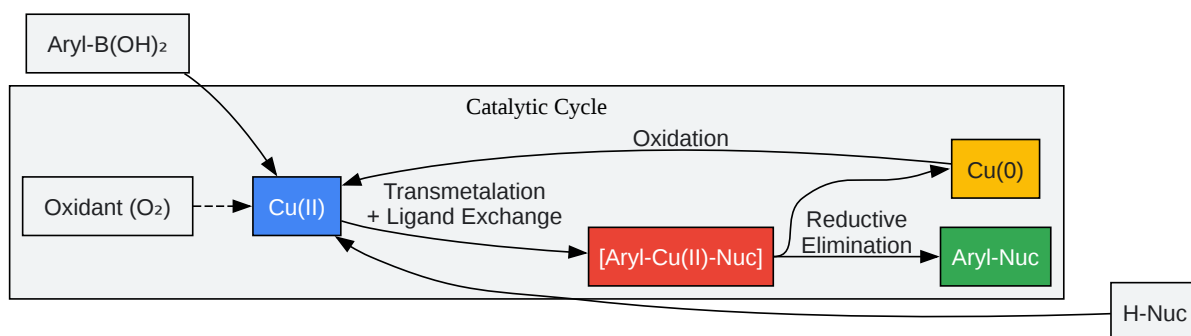 Aryl-B(OH)₂
Catalytic Cycle
Oxidation
Cu(0)
Oxidant (O₂)
Cu(II)
Transmetalation
+ Ligand Exchange
Reductive
Elimination
[Aryl-Cu(II)-Nuc]
Aryl-Nuc
H-Nuc